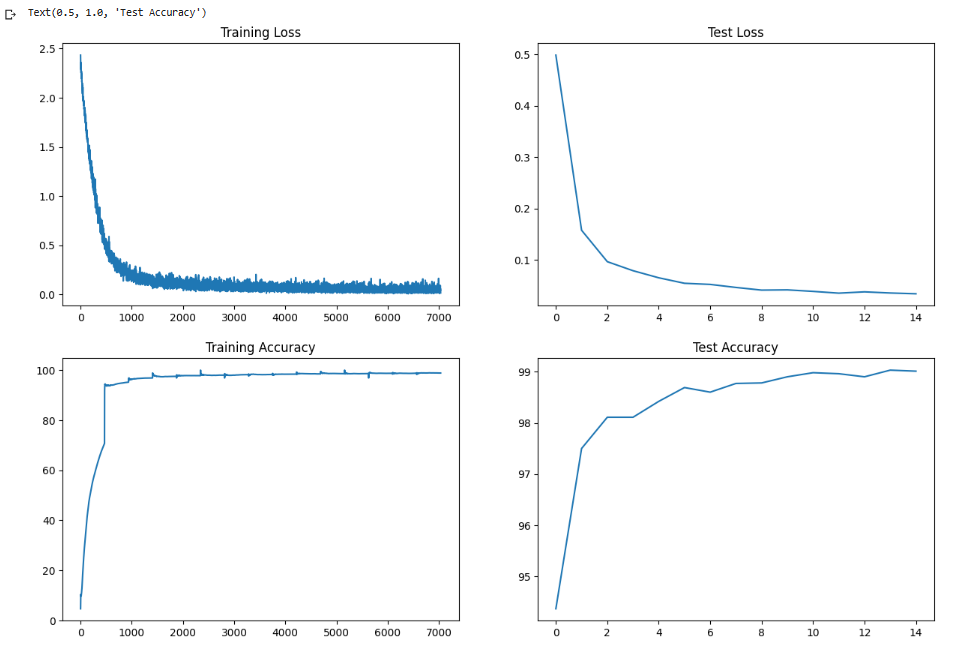 Text(0.5, 1.0, 'Test Accuracy')
Training Loss
2.5
2.0
1.5
1.0
0.5
0.0
0 1000 2000 3000 4000 5000 6000 7000
Test Loss
0.5
0.4
0.3
0.2
0.1
0 2 4 6 8 10 12 14
Training Accuracy
100
80
60
40
20
0
0 1000 2000 3000 4000 5000 6000 7000
Test Accuracy
99
98
97
96
95
0 2 4 6 8 10 12 14